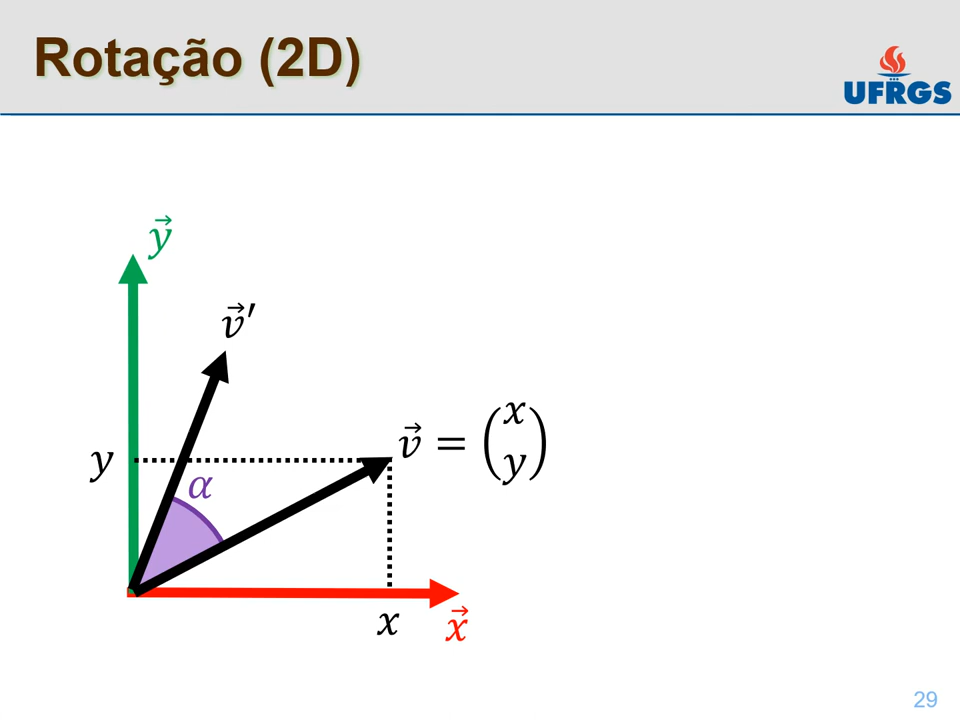 Rotação (2D)
UFRGS
y⃗
v⃗′
v⃗ = (x
y)
y
α
x
x⃗
29